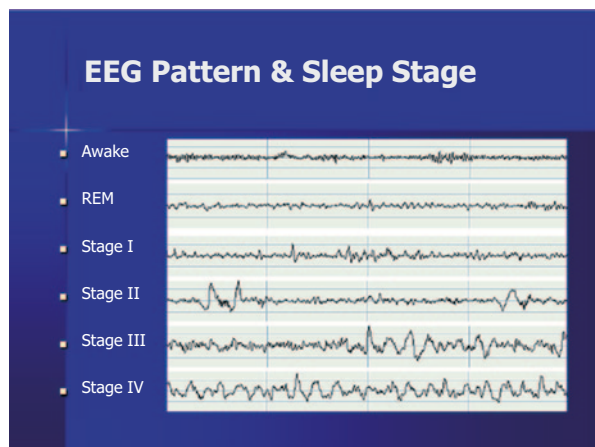 EEG Pattern & Sleep Stage
Awake
REM
Stage I
Stage II
Stage III
Stage IV